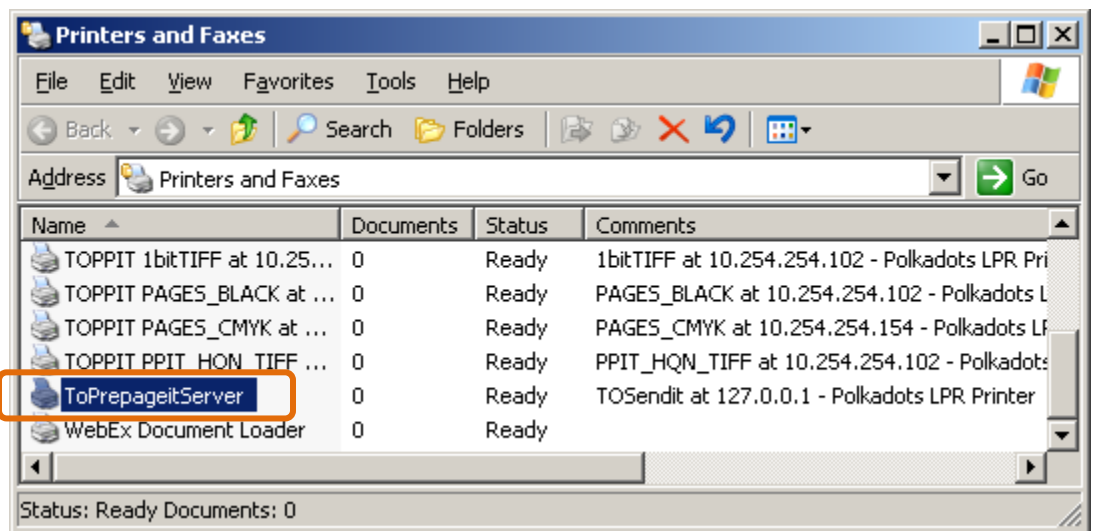 Printers and Faxes
File Edit View Favorites Tools Help
Back Search Folders
Address Printers and Faxes Go
Name Documents Status Comments
TOPPIT 1bitTIFF at 10.25... 0 Ready 1bitTIFF at 10.254.254.102 - Polkadots LPR Pri
TOPPIT PAGES_BLACK at ... 0 Ready PAGES_BLACK at 10.254.254.102 - Polkadots L
TOPPIT PAGES_CMYK at ... 0 Ready PAGES_CMYK at 10.254.254.154 - Polkadots LF
TOPPIT PPIT_HQN_TIFF ... 0 Ready PPIT_HQN_TIFF at 10.254.254.102 - Polkadots
ToPrepageitServer 0 Ready TOSendit at 127.0.0.1 - Polkadots LPR Printer
WebEx Document Loader 0 Ready
Status: Ready Documents: 0